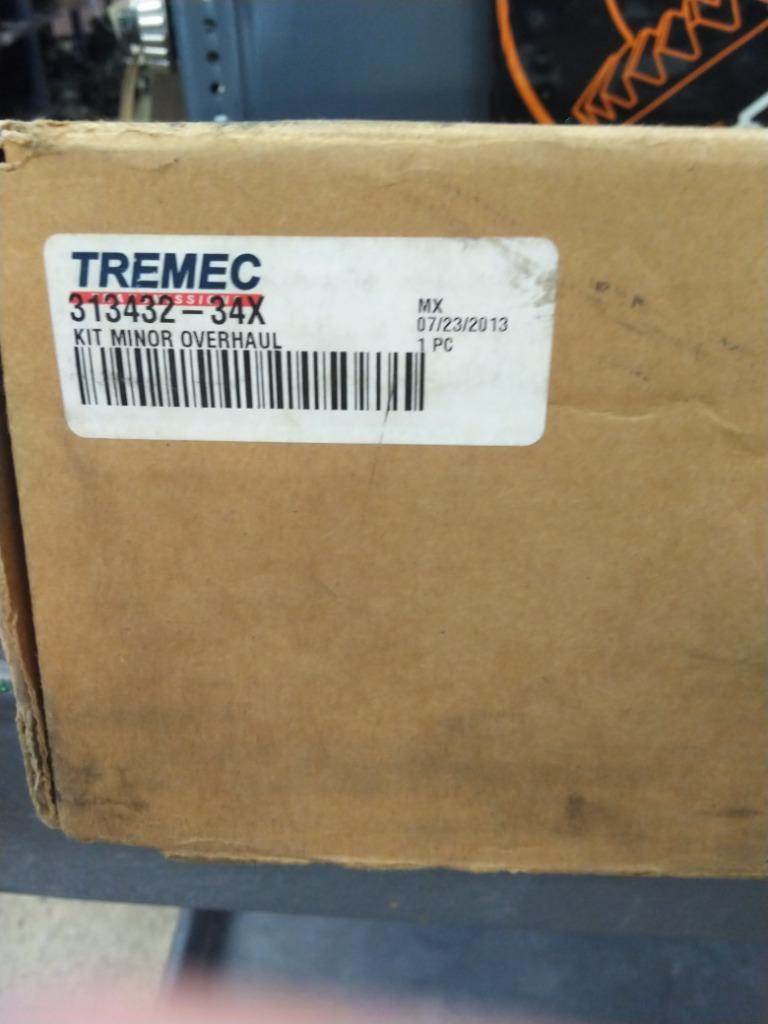 TREMEC
313432-34X
KIT MINOR OVERHAUL
MX
07/23/2013
1 PC